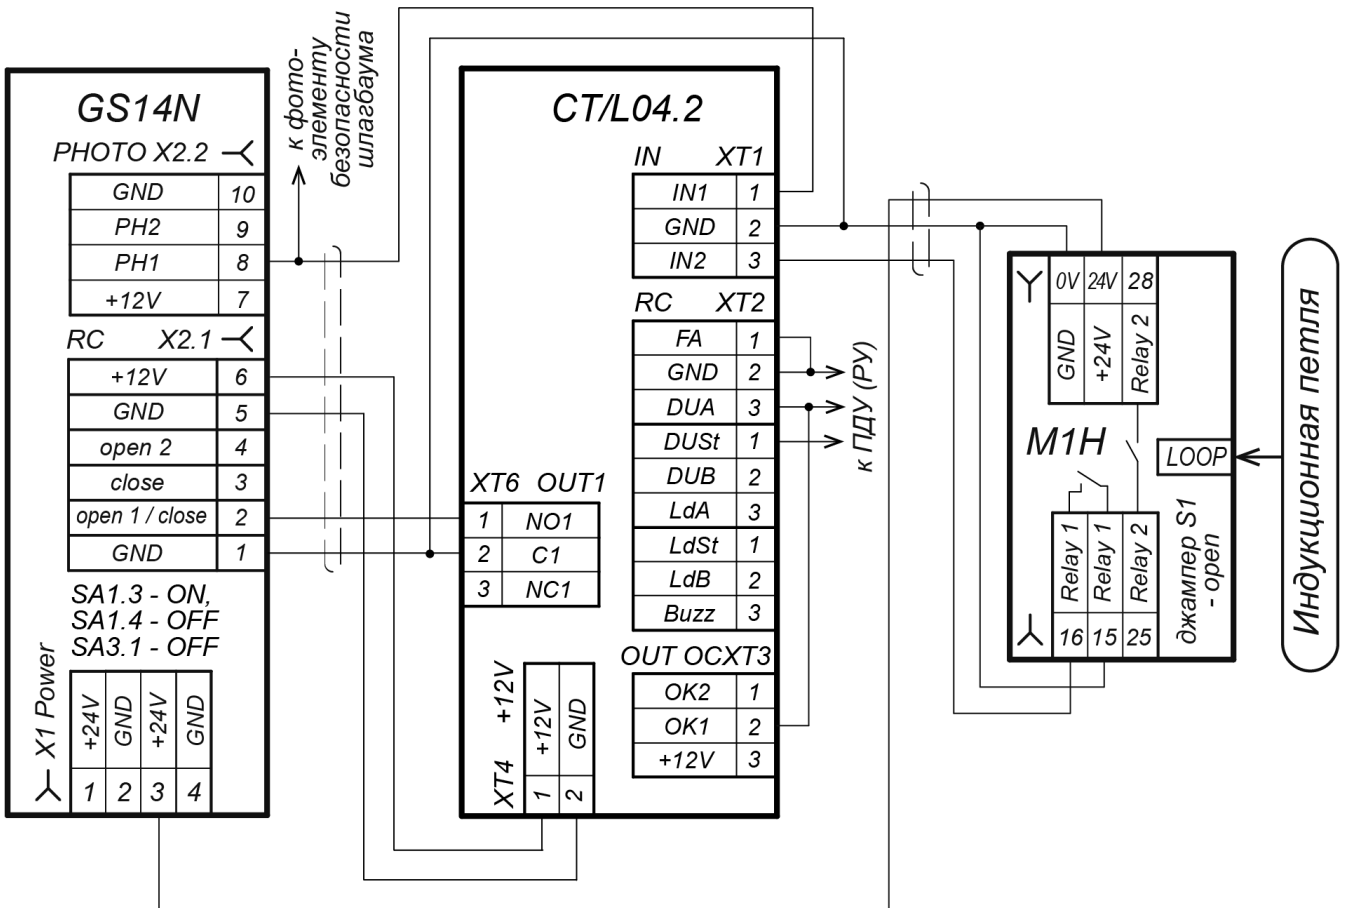 GS14N
PHOTO X2.2
GND 10
PH2 9
PH1 8
+12V 7
RC X2.1
+12V 6
GND 5
open 2 4
close 3
open 1 / close 2
GND 1
SA1.3 - ON,
SA1.4 - OFF
SA3.1 - OFF
X1 Power
+24V GND +24V GND
1 2 3 4
к фото-
элементу
безопасности
шлагбаума
CT/L04.2
IN XT1
IN1 1
GND 2
IN2 3
RC XT2
FA 1
GND 2
DUA 3
DUSt 1
DUB 2
LdA 3
LdSt 1
LdB 2
Buzz 3
к ПДУ (РУ)
XT6 OUT1
1 NO1
2 C1
3 NC1
OUT OC XT3
OK2 1
OK1 2
+12V 3
XT4 +12V
+12V GND
1 2
0V 24V 28
GND +24V Relay 2
M1H
LOOP
Relay 1 Relay 1 Relay 2
16 15 25
джампер S1
- open
Индукционная петля